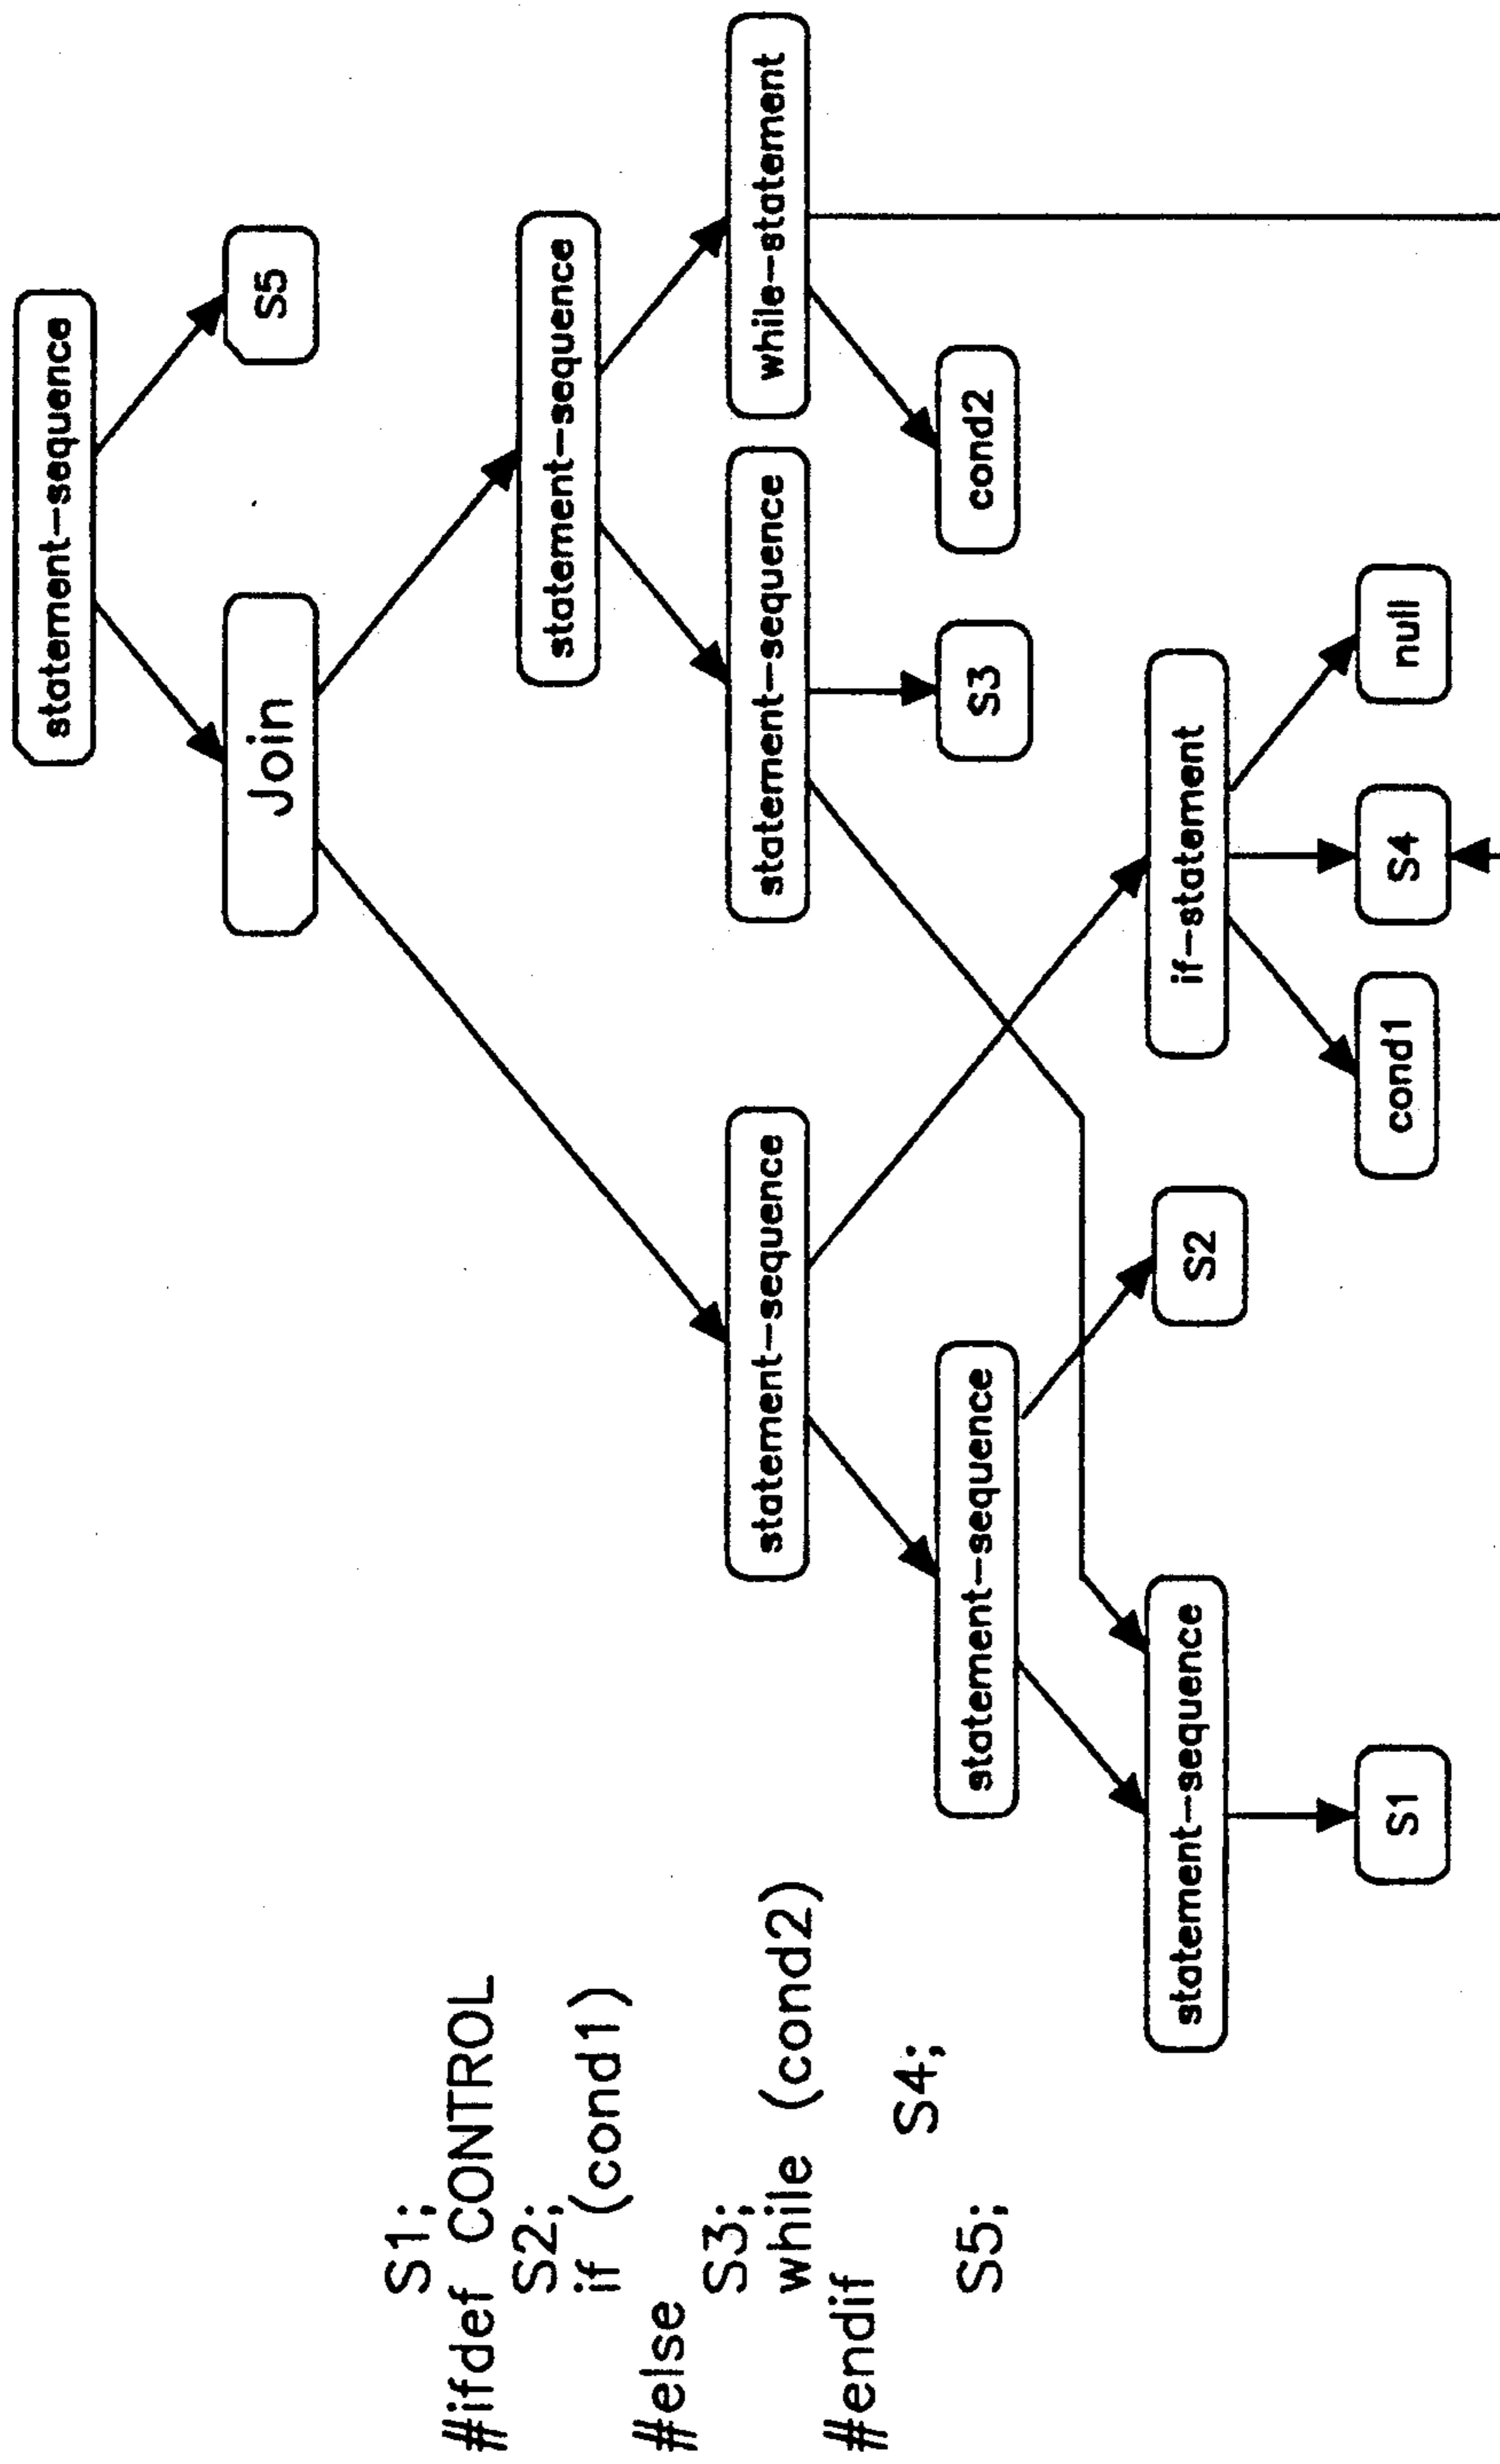 S1;
#ifdef CONTROL
S2;
if (cond1)
#else
S3;
while (cond2)
#endif
S4;
S5;
statement-sequence
Join
S5
statement-sequence
statement-sequence
statement-sequence
while-statement
statement-sequence
S3
cond2
statement-sequence
S2
if-statement
S1
cond1
S4
null